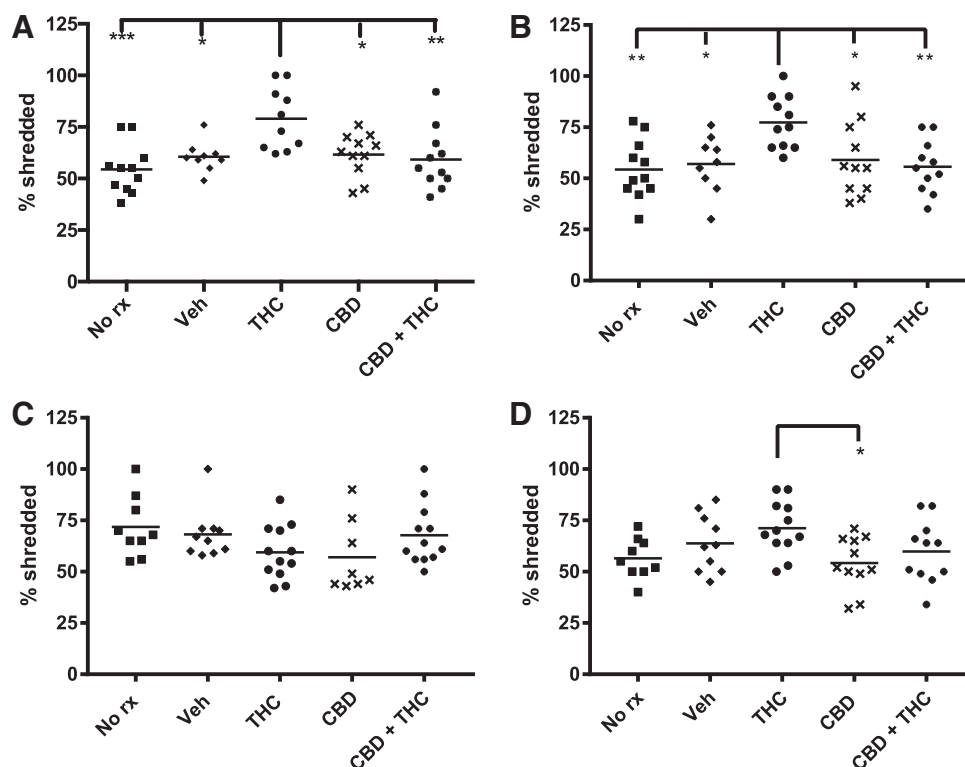 A
% shredded
125
100
75
50
25
0
*** * * **
No rx Veh THC CBD CBD + THC
B
% shredded
125
100
75
50
25
0
** * * **
No rx Veh THC CBD CBD + THC
C
% shredded
125
100
75
50
25
0
No rx Veh THC CBD CBD + THC
D
% shredded
125
100
75
50
25
0
*
No rx Veh THC CBD CBD + THC